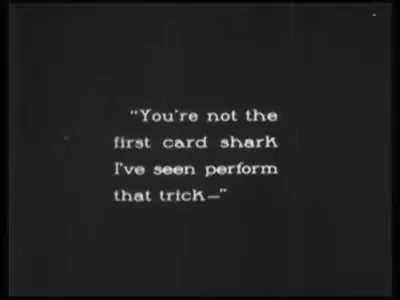 "You're not the
first card shark
I've seen perform
that trick—"